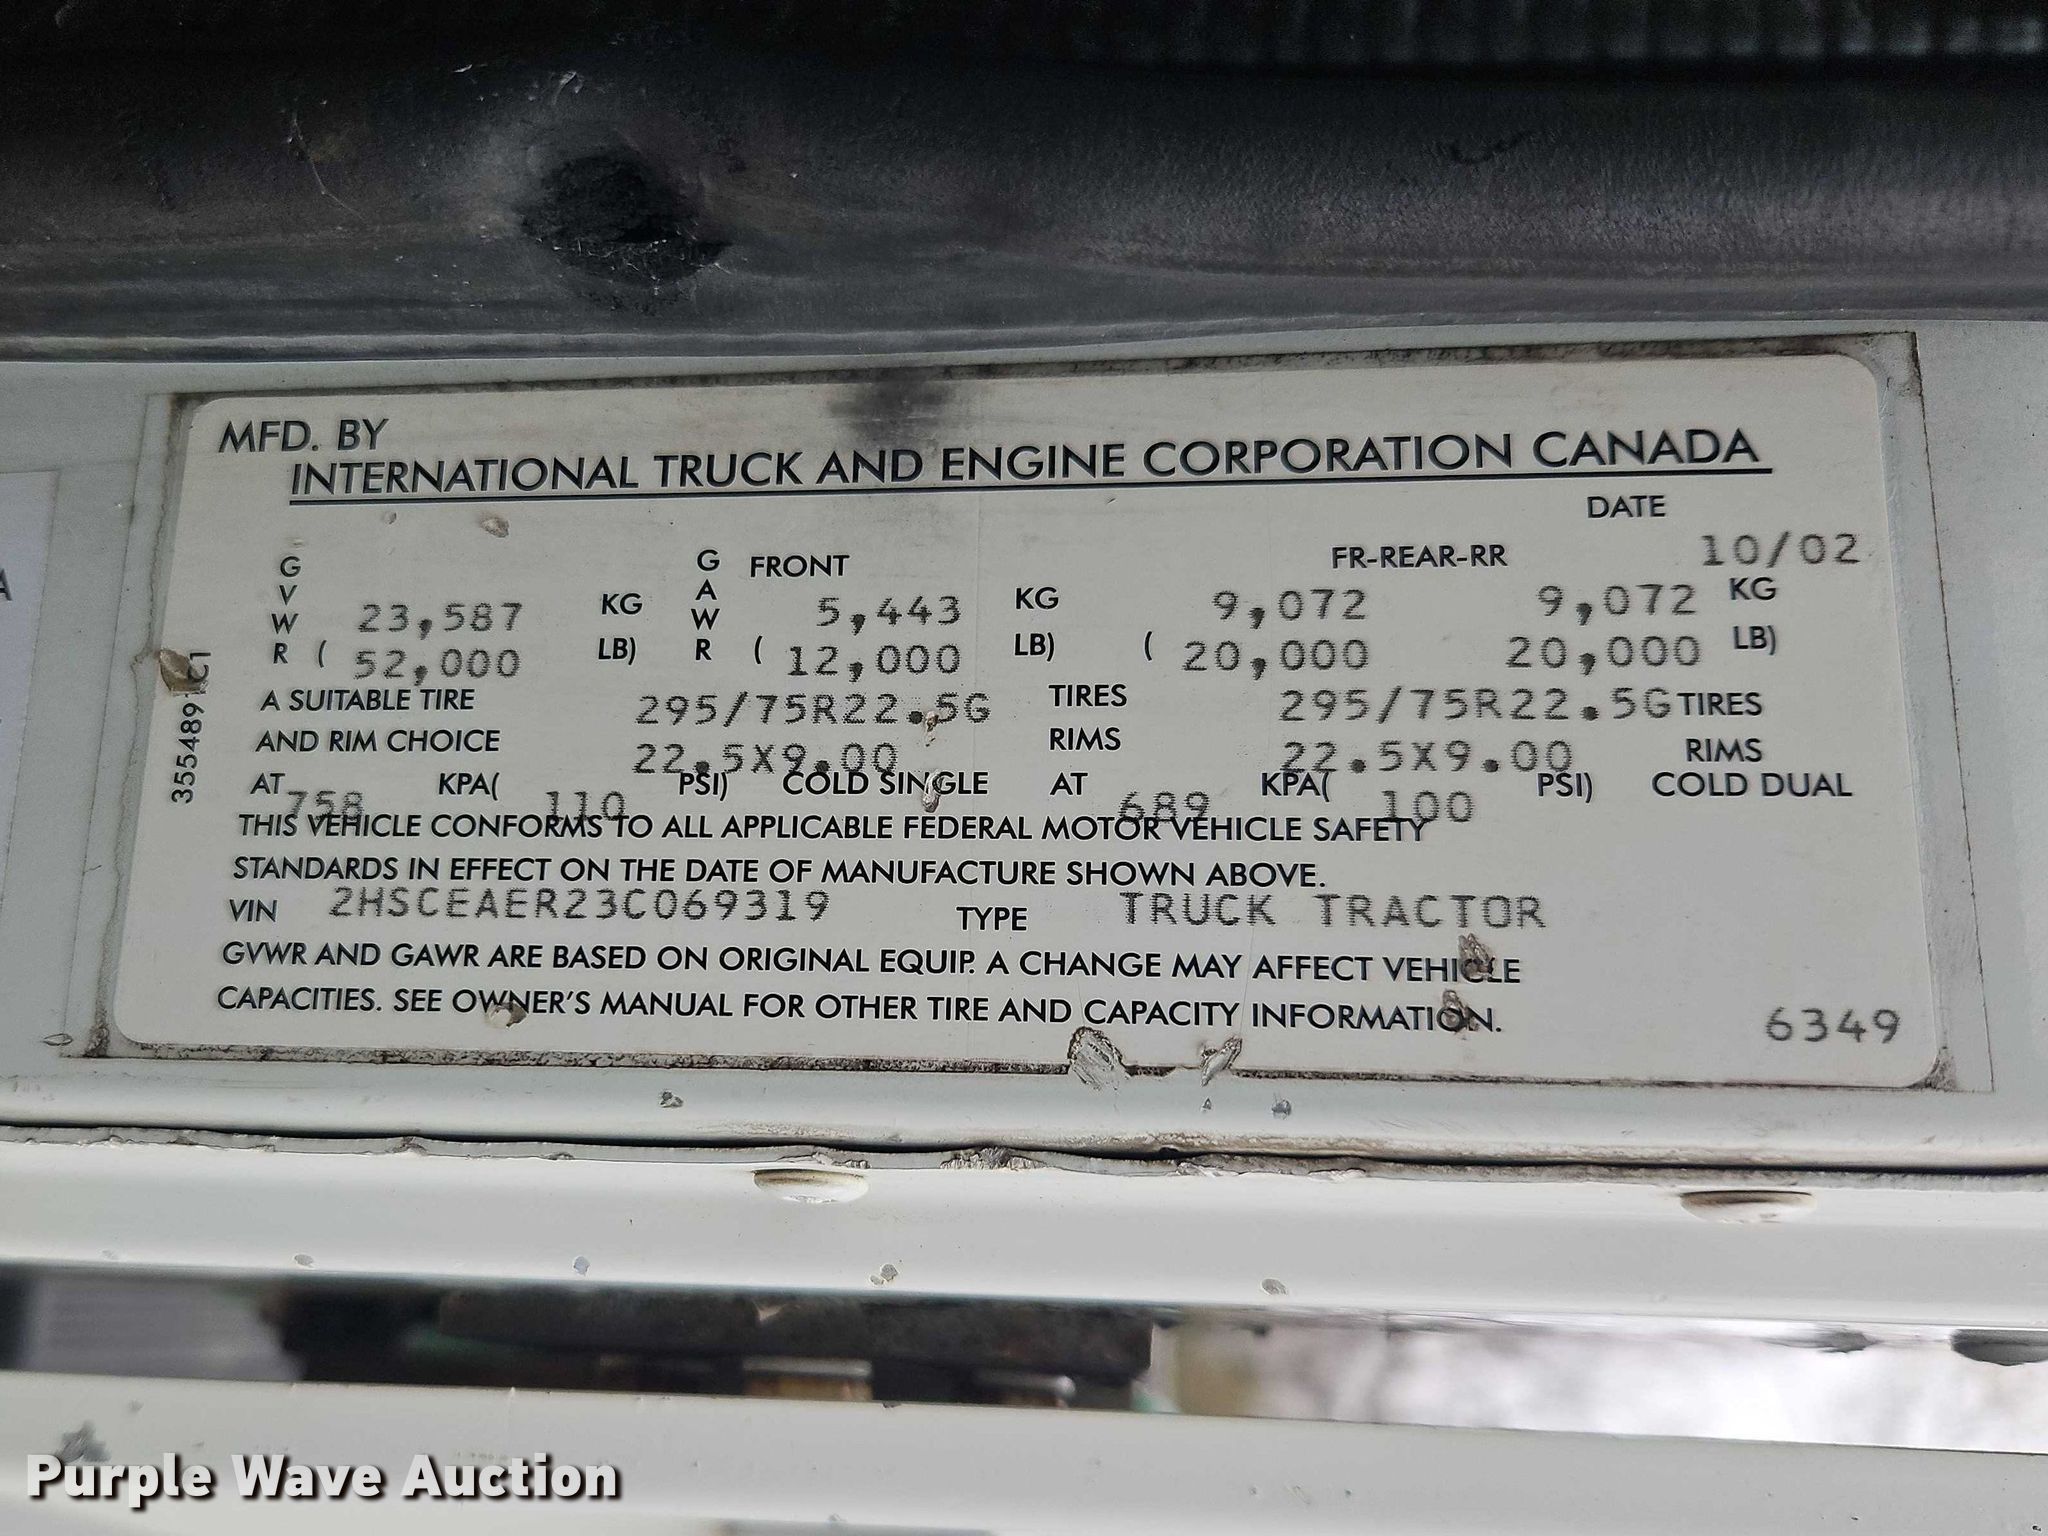 MFD. BY
INTERNATIONAL TRUCK AND ENGINE CORPORATION CANADA
DATE
10/02
GVWR 23,587 KG GAWR FRONT 5,443 KG FR-REAR-RR 9,072 9,072 KG
( 52,000 LB) ( 12,000 LB) ( 20,000 20,000 LB)
A SUITABLE TIRE 295/75R22.5G TIRES 295/75R22.5G TIRES
AND RIM CHOICE 22.5X9.00 RIMS 22.5X9.00 RIMS
AT 758 KPA( 110 PSI) COLD SINGLE AT 689 KPA( 100 PSI) COLD DUAL
THIS VEHICLE CONFORMS TO ALL APPLICABLE FEDERAL MOTOR VEHICLE SAFETY
STANDARDS IN EFFECT ON THE DATE OF MANUFACTURE SHOWN ABOVE.
VIN 2HSCEAER23C069319 TYPE TRUCK TRACTOR
GVWR AND GAWR ARE BASED ON ORIGINAL EQUIP. A CHANGE MAY AFFECT VEHICLE
CAPACITIES. SEE OWNER'S MANUAL FOR OTHER TIRE AND CAPACITY INFORMATION.
6349
Purple Wave Auction